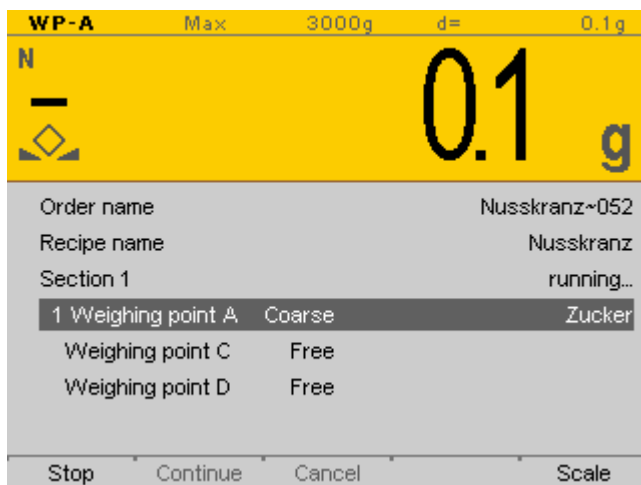 WP-A Max 3000g d= 0.1g
N
– 0.1 g
Order name Nusskranz~052
Recipe name Nusskranz
Section 1 running...
1 Weighing point A Coarse Zucker
Weighing point C Free
Weighing point D Free
Stop Continue Cancel Scale